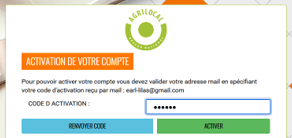 AGRILOCAL
ACTIVATION DE VOTRE COMPTE
Pour pouvoir activer votre compte vous devez valider votre adresse mail en spécifiant
votre code d'activation reçu par mail : earl-lilas@gmail.com
CODE D ACTIVATION :
••••••
RENVOYER CODE
ACTIVER